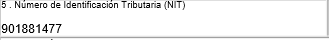 5 . Número de Identificación Tributaria (NIT)
901881477